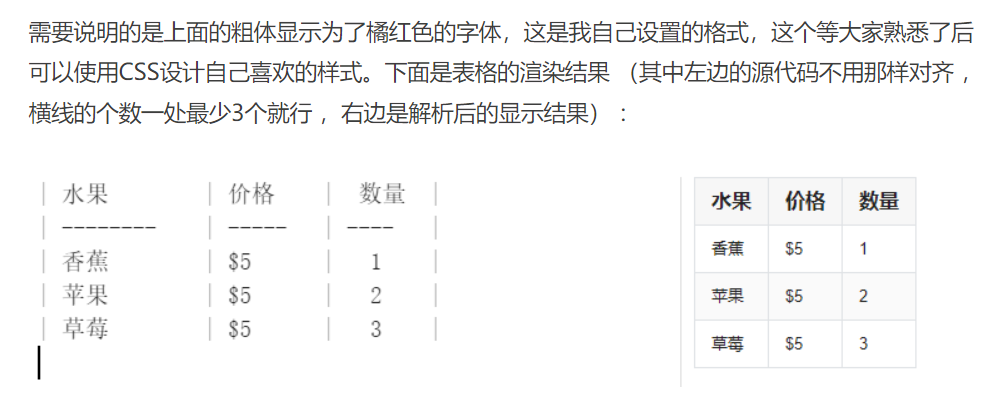 需要说明的是上面的粗体显示为了橘红色的字体，这是我自己设置的格式，这个等大家熟悉了后
可以使用CSS设计自己喜欢的样式。下面是表格的渲染结果 （其中左边的源代码不用那样对齐，
横线的个数一处最少3个就行 ，右边是解析后的显示结果） ：
| 水果 | 价格 | 数量 |
| -------- | ----- | ---- |
| 香蕉 | $5 | 1 |
| 苹果 | $5 | 2 |
| 草莓 | $5 | 3 |
水果 价格 数量
香蕉 $5 1
苹果 $5 2
草莓 $5 3